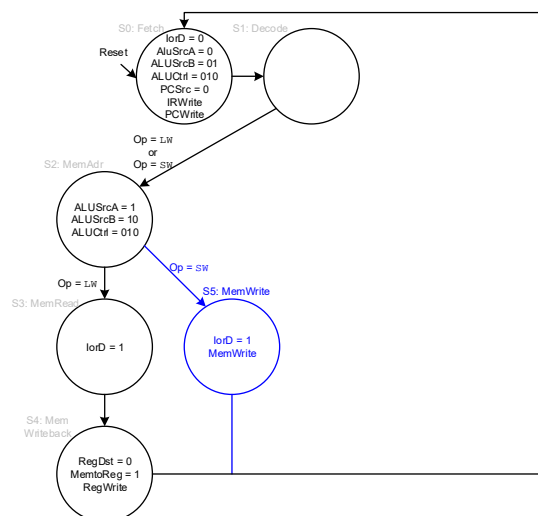 S0: Fetch
S1: Decode
Reset
IorD = 0
AluSrcA = 0
ALUSrcB = 01
ALUCtrl = 010
PCSrc = 0
IRWrite
PCWrite
Op = LW
or
Op = SW
S2: MemAdr
ALUSrcA = 1
ALUSrcB = 10
ALUCtrl = 010
Op = SW
Op = LW
S3: MemRead
S5: MemWrite
IorD = 1
IorD = 1
MemWrite
S4: Mem
Writeback
RegDst = 0
MemtoReg = 1
RegWrite